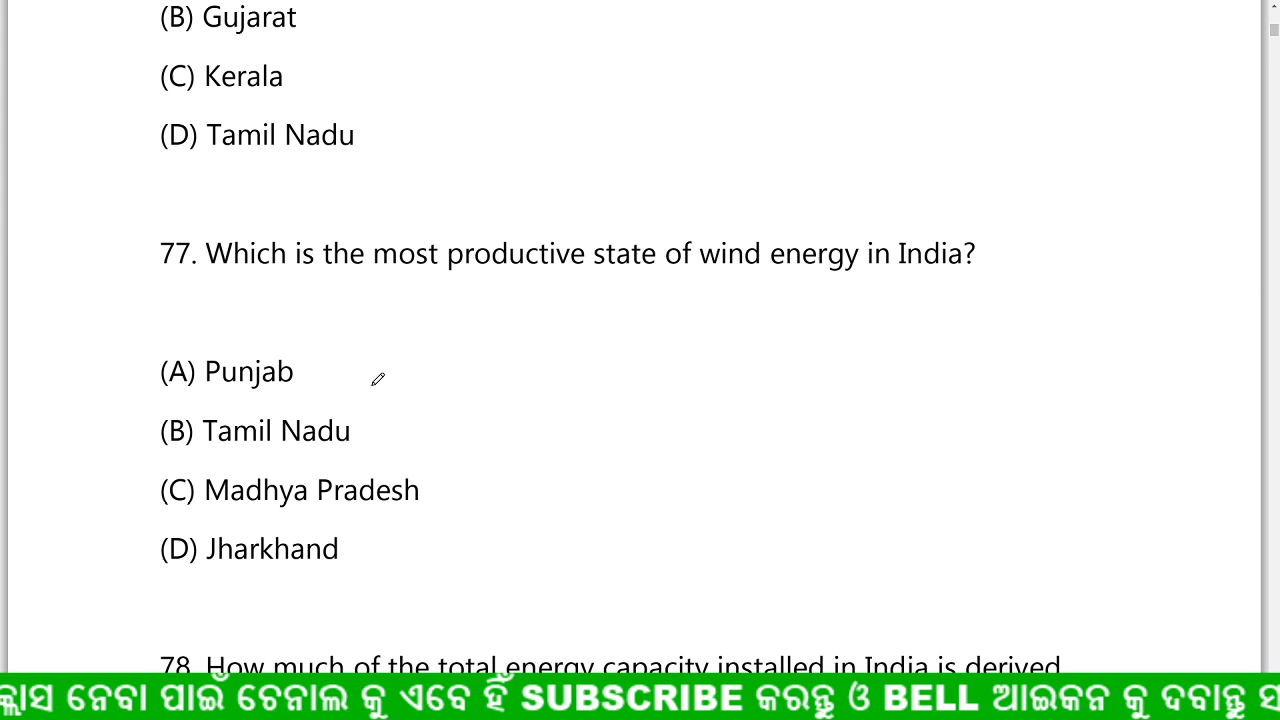 (B) Gujarat
(C) Kerala
(D) Tamil Nadu
77. Which is the most productive state of wind energy in India?
(A) Punjab
(B) Tamil Nadu
(C) Madhya Pradesh
(D) Jharkhand
78. How much of the total energy capacity installed in India is derived
ନେବା ପାଇଁ ଚେନାଲ କୁ ଏବେ ହିଁ SUBSCRIBE କରନ୍ତୁ ଓ BELL ଆଇକନ କୁ ଦବାନ୍ତୁ